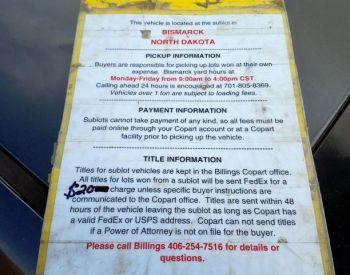 This vehicle is located at the sublot in
BISMARCK
NORTH DAKOTA
PICKUP INFORMATION
Buyers are responsible for picking up lots won at their own
expense. Bismarck yard hours at
Monday-Friday from 9:00am to 4:00pm CST.
Calling ahead 24 hours is encouraged at 701-805-8369.
Vehicles over 1 ton are subject to loading fees.
PAYMENT INFORMATION
Sublots cannot take payment of any kind, so all fees must be
paid online through your Copart account or at a Copart
facility prior to picking up the vehicle.
TITLE INFORMATION
Titles for sublot vehicles are kept in the Billings Copart office.
All titles for lots won from a sublot will be sent FedEx for a
$20 charge unless specific buyer instructions are
communicated to the Copart office. Titles are sent within 48
hours of the vehicle leaving the sublot as long as Copart has
a valid FedEx or USPS address. Copart can not send titles
if a Power of Attorney is not on file for the buyer.
Please call Billings 406-254-7516 for details or
questions.